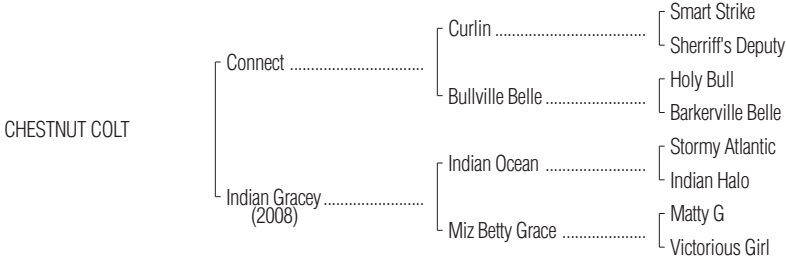 Smart Strike
Curlin ....................................
Sherriff's Deputy
Connect ................................
Holy Bull
Bullville Belle ........................
Barkerville Belle
CHESTNUT COLT
Stormy Atlantic
Indian Ocean ........................
Indian Halo
Indian Gracey ........................
(2008)
Matty G
Miz Betty Grace ....................
Victorious Girl